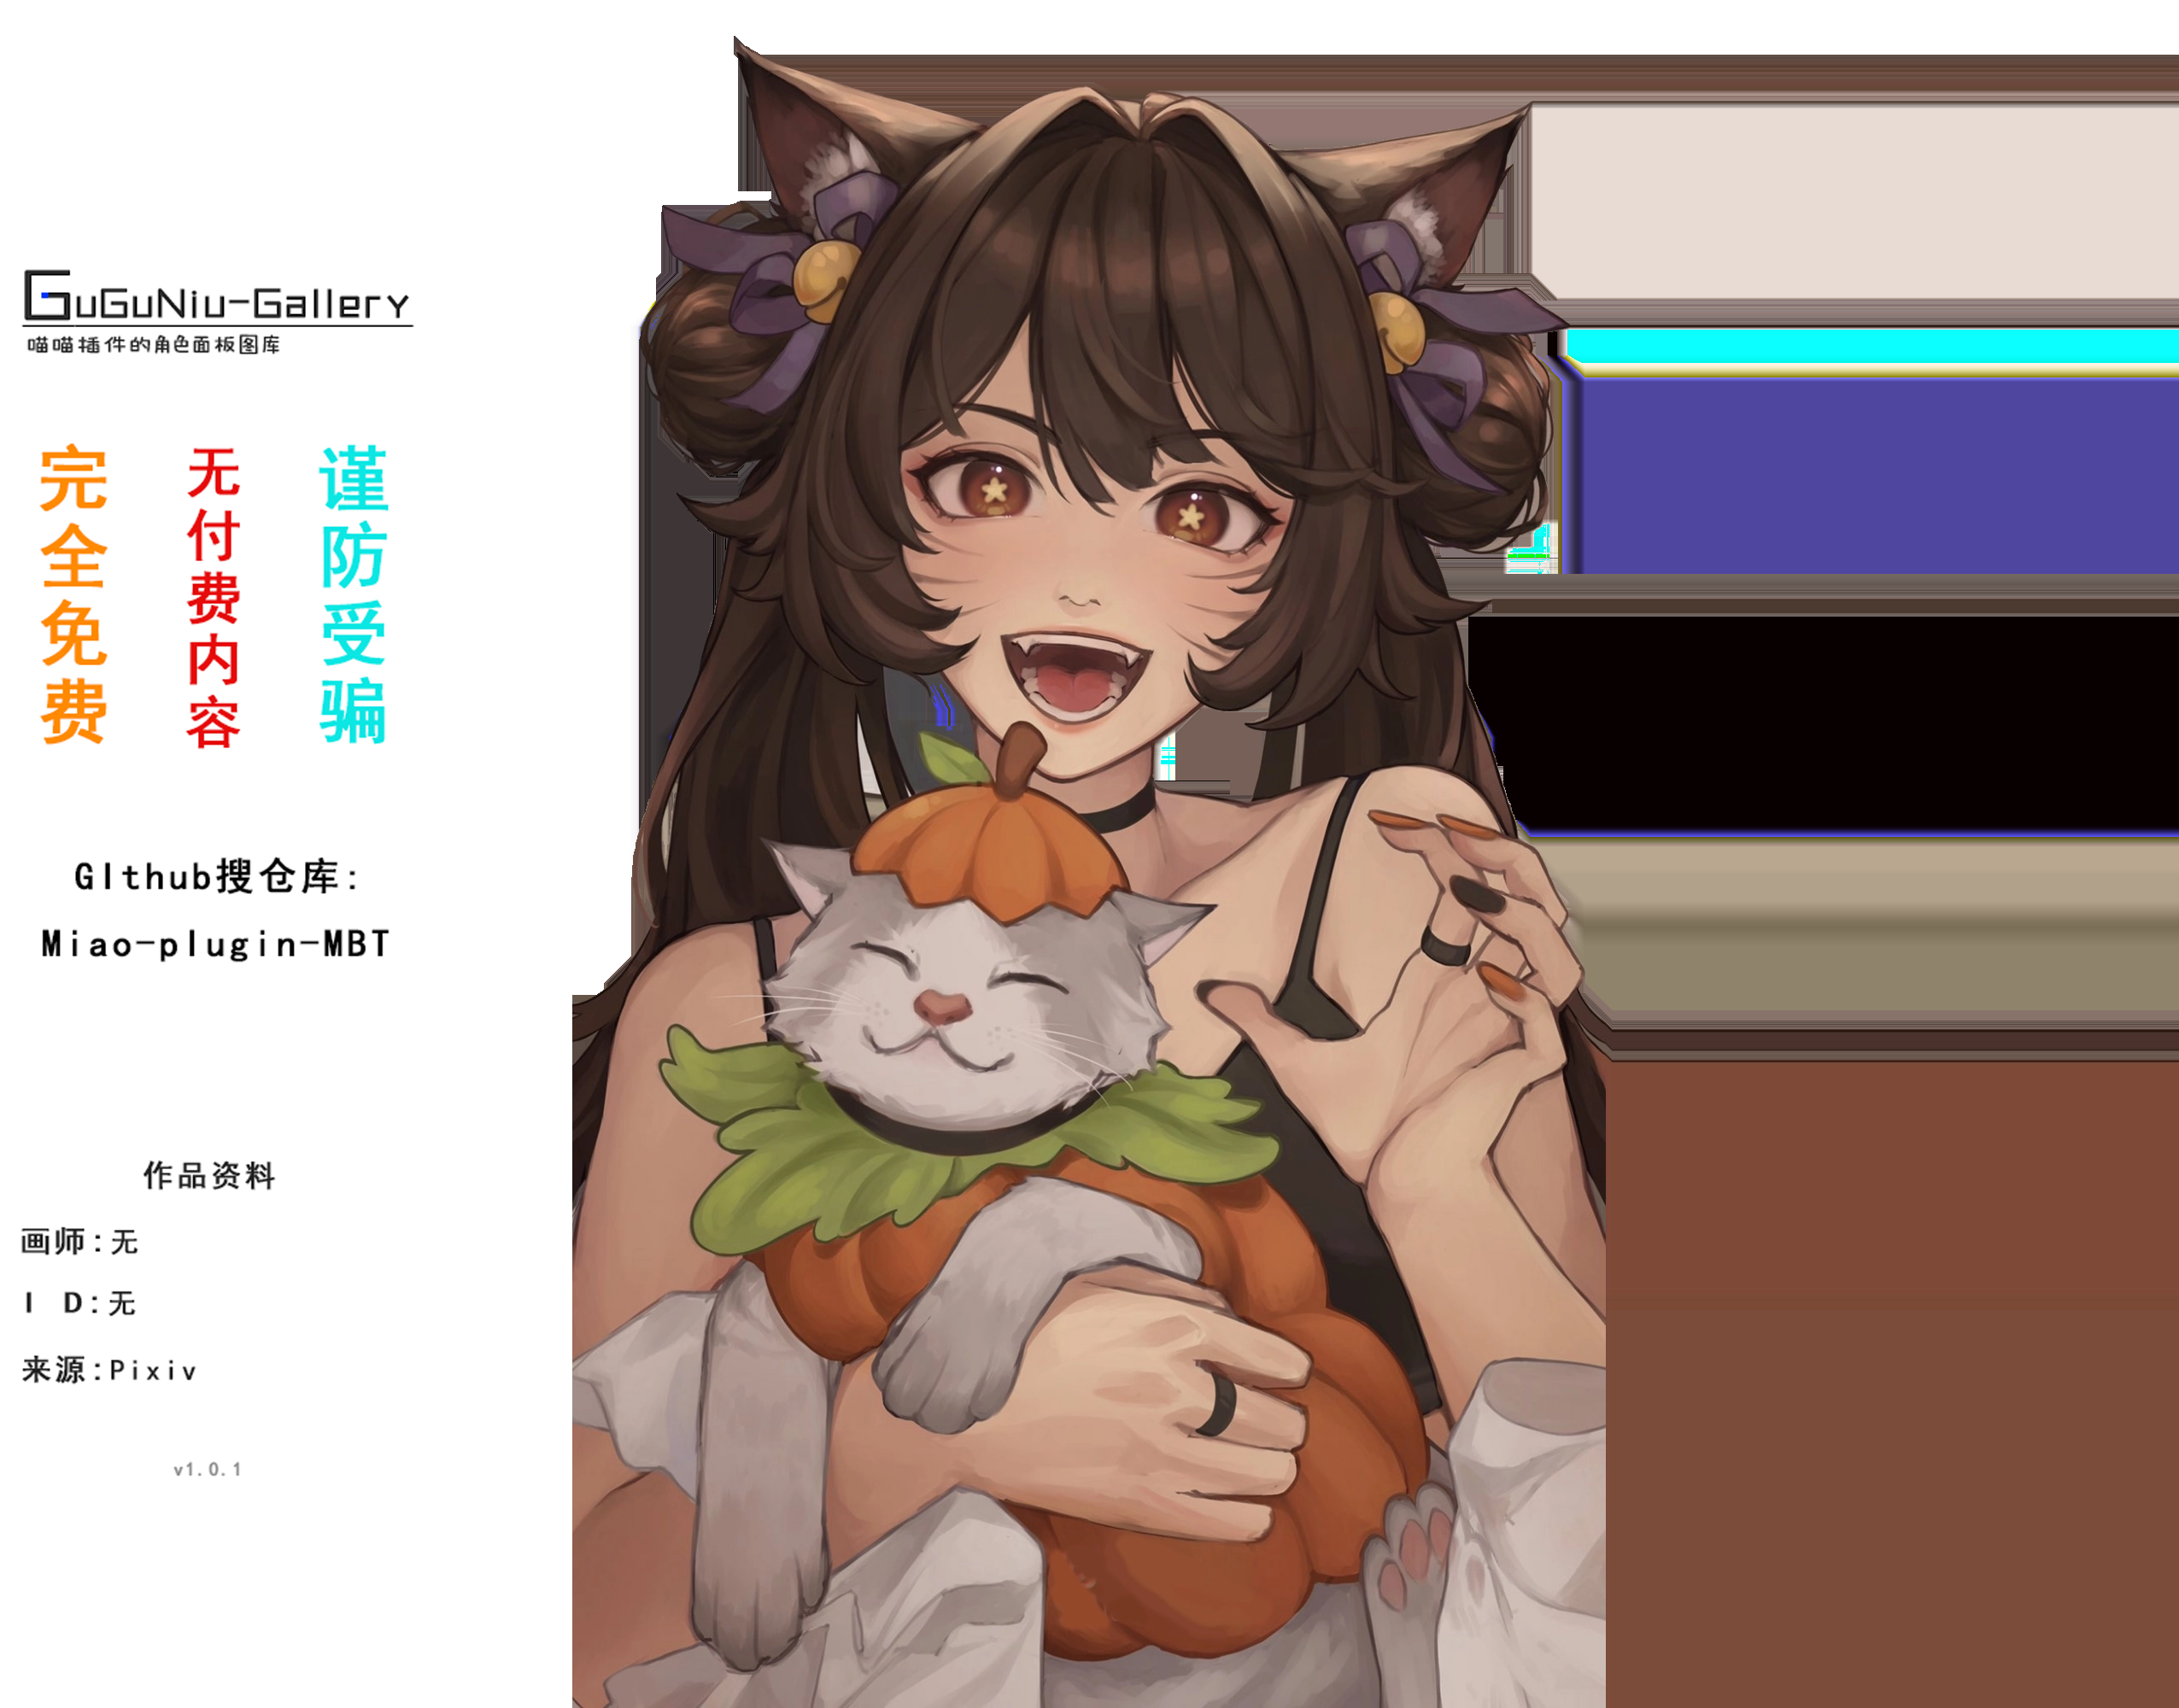 GuGuNiu-Gallery
喵喵插件的角色面板图库
完全免费
无付费内容
谨防受骗
GIthub搜仓库:
Miao-plugin-MBT
作品资料
画师:无
I D:无
来源:Pixiv
v1.0.1